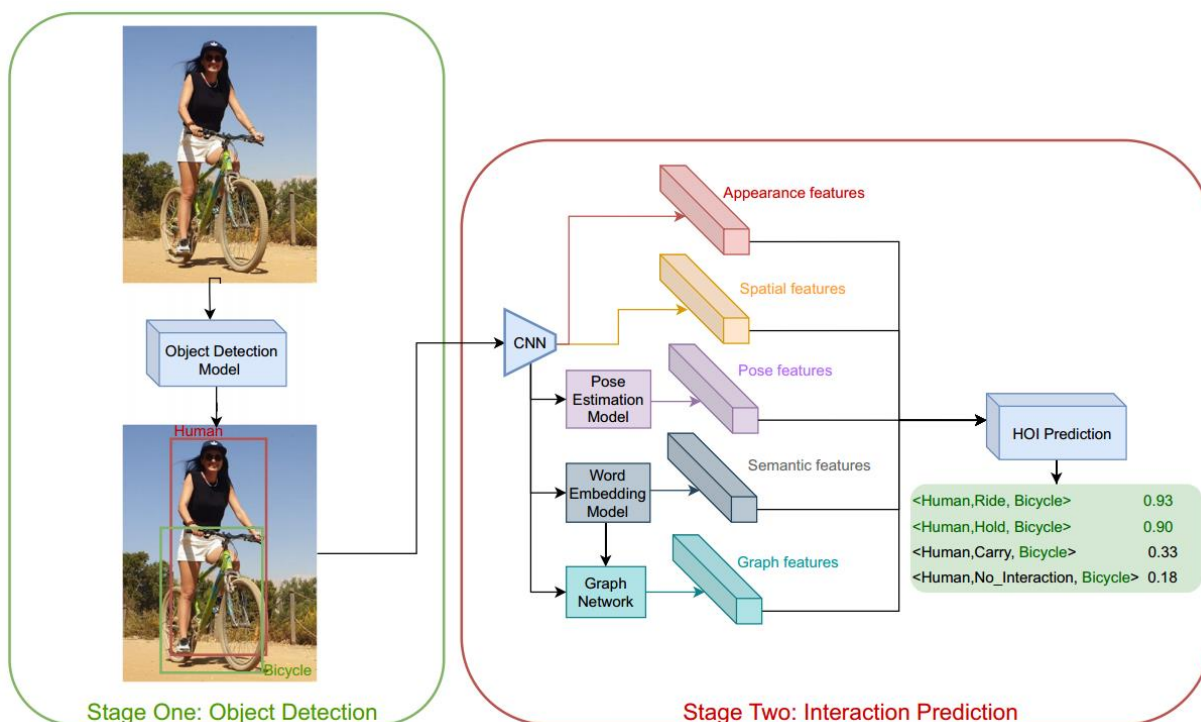 Object Detection
Model
Human
Bicycle
Stage One: Object Detection
CNN
Appearance features
Spatial features
Pose
Estimation
Model
Pose features
Word
Embedding
Model
Semantic features
Graph
Network
Graph features
HOI Prediction
<Human,Ride, Bicycle> 0.93
<Human,Hold, Bicycle> 0.90
<Human,Carry, Bicycle> 0.33
<Human,No_Interaction, Bicycle> 0.18
Stage Two: Interaction Prediction